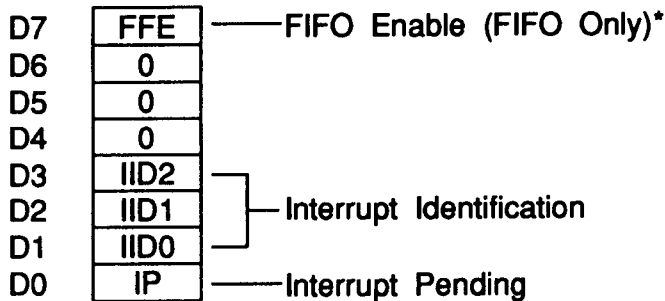 D7 FFE FIFO Enable (FIFO Only)*
D6 0
D5 0
D4 0
D3 IID2
D2 IID1 Interrupt Identification
D1 IID0
D0 IP Interrupt Pending